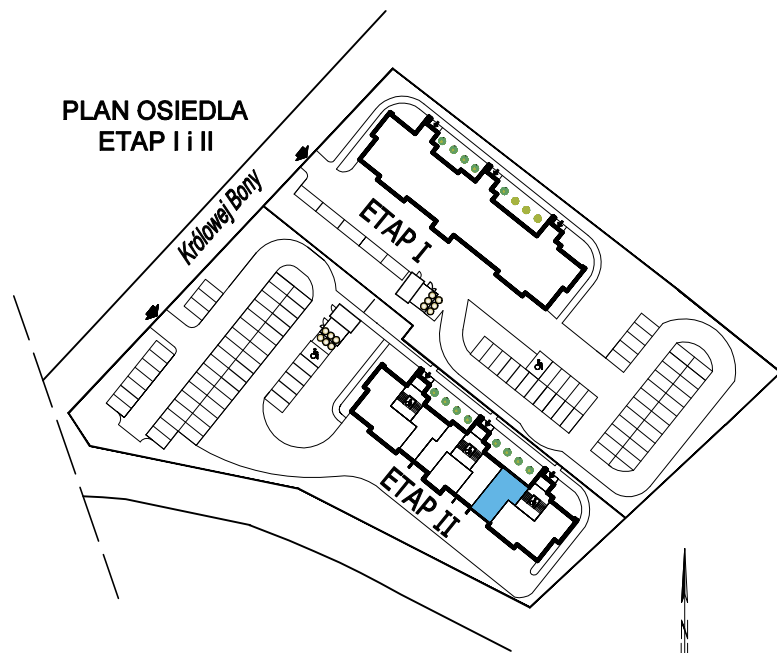 PLAN OSIEDLA
ETAP I i II
Królowej Bony
ETAP I
ETAP II
N